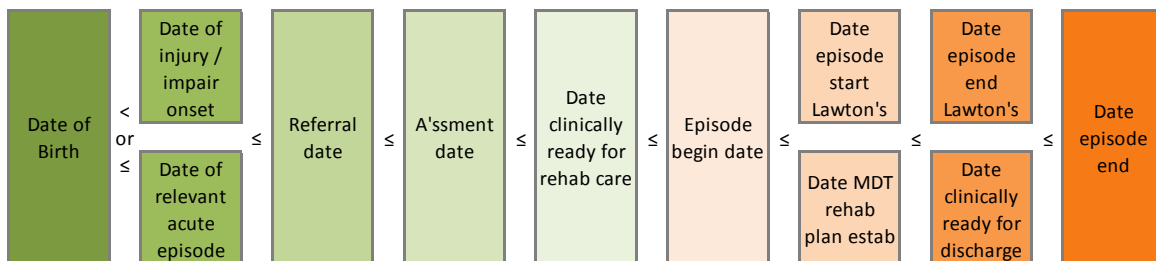 Date of
Birth
<
or
≤
Date of
injury /
impair
onset
Date of
relevant
acute
episode
≤
Referral
date
≤
A'ssment
date
≤
Date
clinically
ready for
rehab care
≤
Episode
begin date
≤
Date
episode
start
Lawton's
Date MDT
rehab
plan estab
≤
Date
episode
end
Lawton's
Date
clinically
ready for
discharge
≤
Date
episode
end